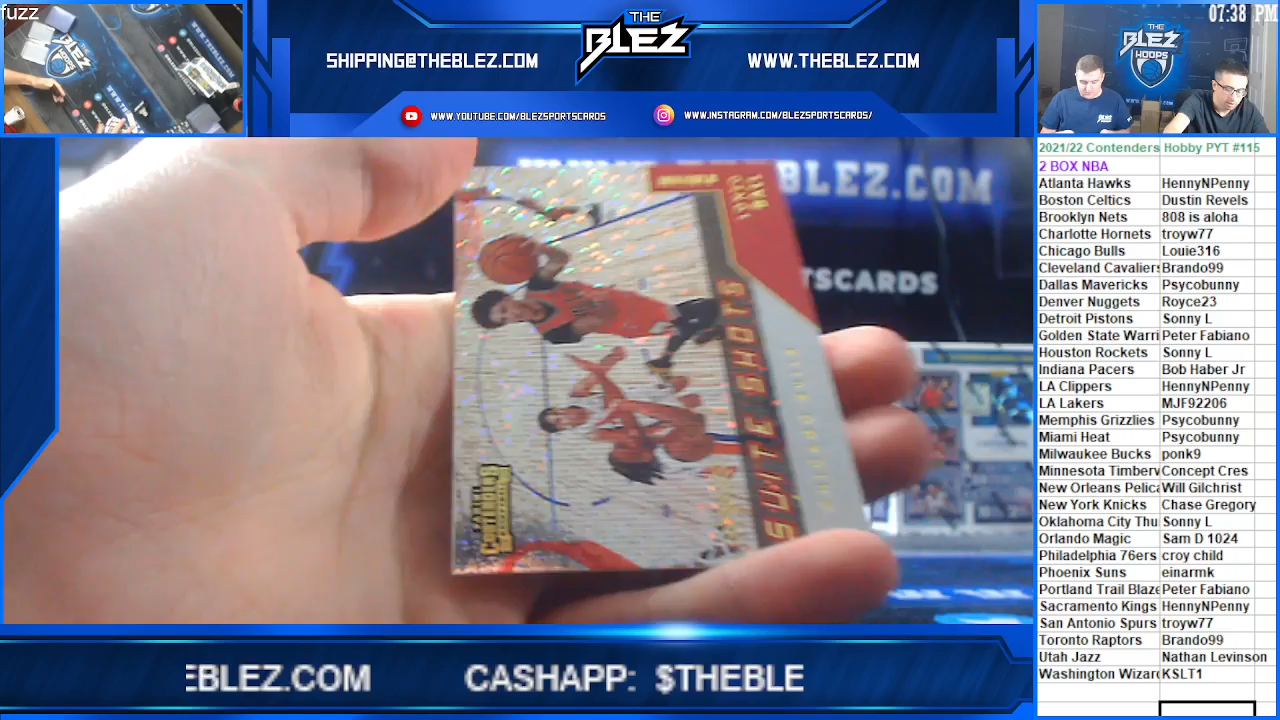 fuzz
SHIPPING@THEBLEZ.COM
THE BLEZ
WWW.THEBLEZ.COM
WWW.YOUTUBE.COM/BLEZSPORTSCARDS
WWW.INSTAGRAM.COM/BLEZSPORTSCARDS/
THE BLEZ HOOPS
07:38 PM
BLEZ.COM
TSCARDS
SUITE SHOTS
PANINI
CONTENDERS
2021/22 Contenders Hobby PYT #115
2 BOX NBA
Atlanta Hawks HennyNPenny
Boston Celtics Dustin Revels
Brooklyn Nets 808 is aloha
Charlotte Hornets troyw77
Chicago Bulls Louie316
Cleveland Cavaliers Brando99
Dallas Mavericks Psycobunny
Denver Nuggets Royce23
Detroit Pistons Sonny L
Golden State Warri Peter Fabiano
Houston Rockets Sonny L
Indiana Pacers Bob Haber Jr
LA Clippers HennyNPenny
LA Lakers MJF92206
Memphis Grizzlies Psycobunny
Miami Heat Psycobunny
Milwaukee Bucks ponk9
Minnesota Timberv Concept Cres
New Orleans Pelica Will Gilchrist
New York Knicks Chase Gregory
Oklahoma City Thu Sonny L
Orlando Magic Sam D 1024
Philadelphia 76ers croy child
Phoenix Suns einarmk
Portland Trail Blaze Peter Fabiano
Sacramento Kings HennyNPenny
San Antonio Spurs troyw77
Toronto Raptors Brando99
Utah Jazz Nathan Levinson
Washington Wizard KSLT1
EBLEZ.COM
CASHAPP: $THEBLE